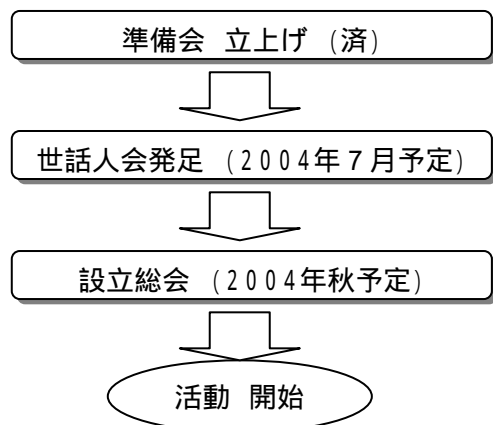 準備会 立上げ (済)
世話人会発足 (2004年7月予定)
設立総会 (2004年秋予定)
活動 開始